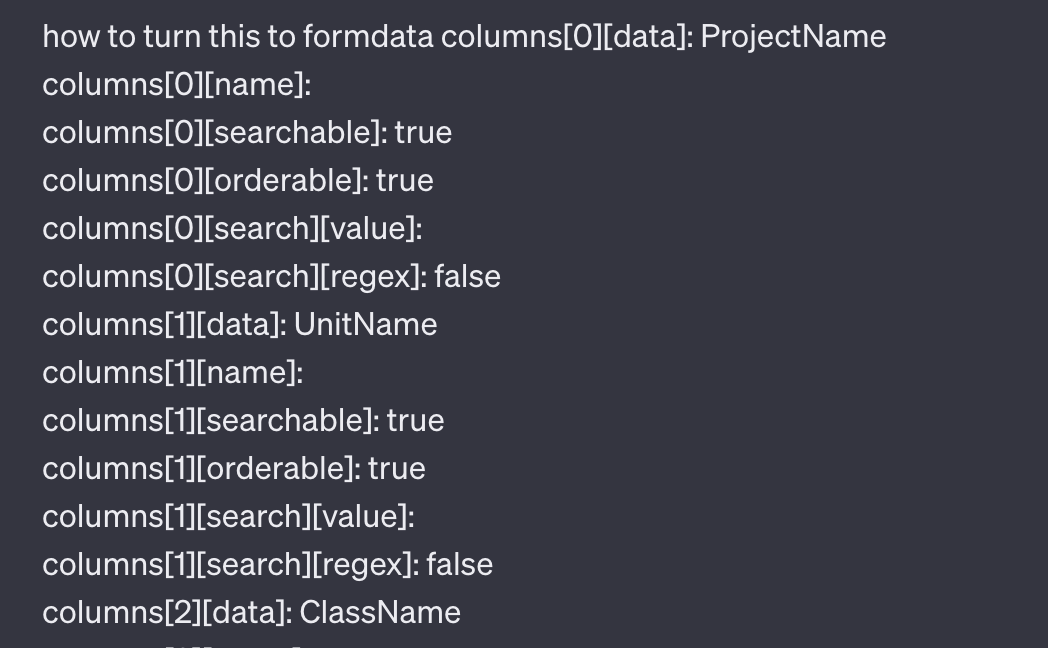 how to turn this to formdata columns[0][data]: ProjectName
columns[0][name]:
columns[0][searchable]: true
columns[0][orderable]: true
columns[0][search][value]:
columns[0][search][regex]: false
columns[1][data]: UnitName
columns[1][name]:
columns[1][searchable]: true
columns[1][orderable]: true
columns[1][search][value]:
columns[1][search][regex]: false
columns[2][data]: ClassName